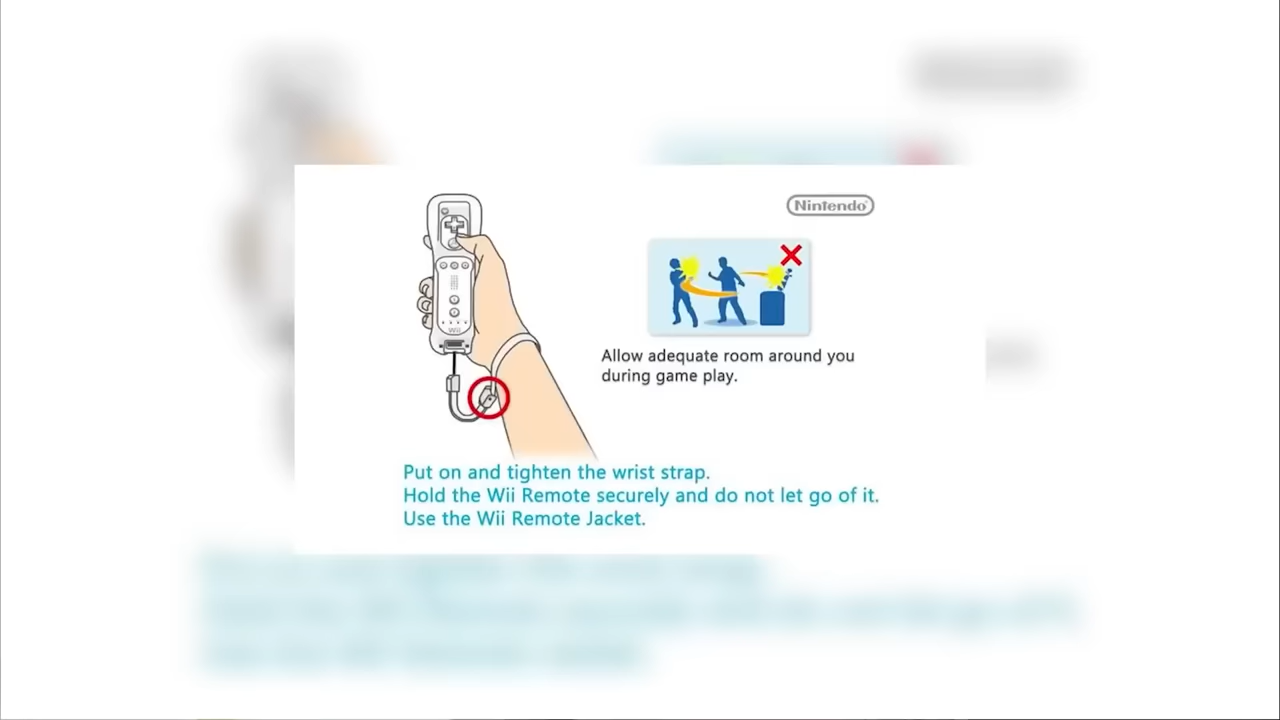 Nintendo
Wii
Allow adequate room around you
during game play.
Put on and tighten the wrist strap.
Hold the Wii Remote securely and do not let go of it.
Use the Wii Remote Jacket.